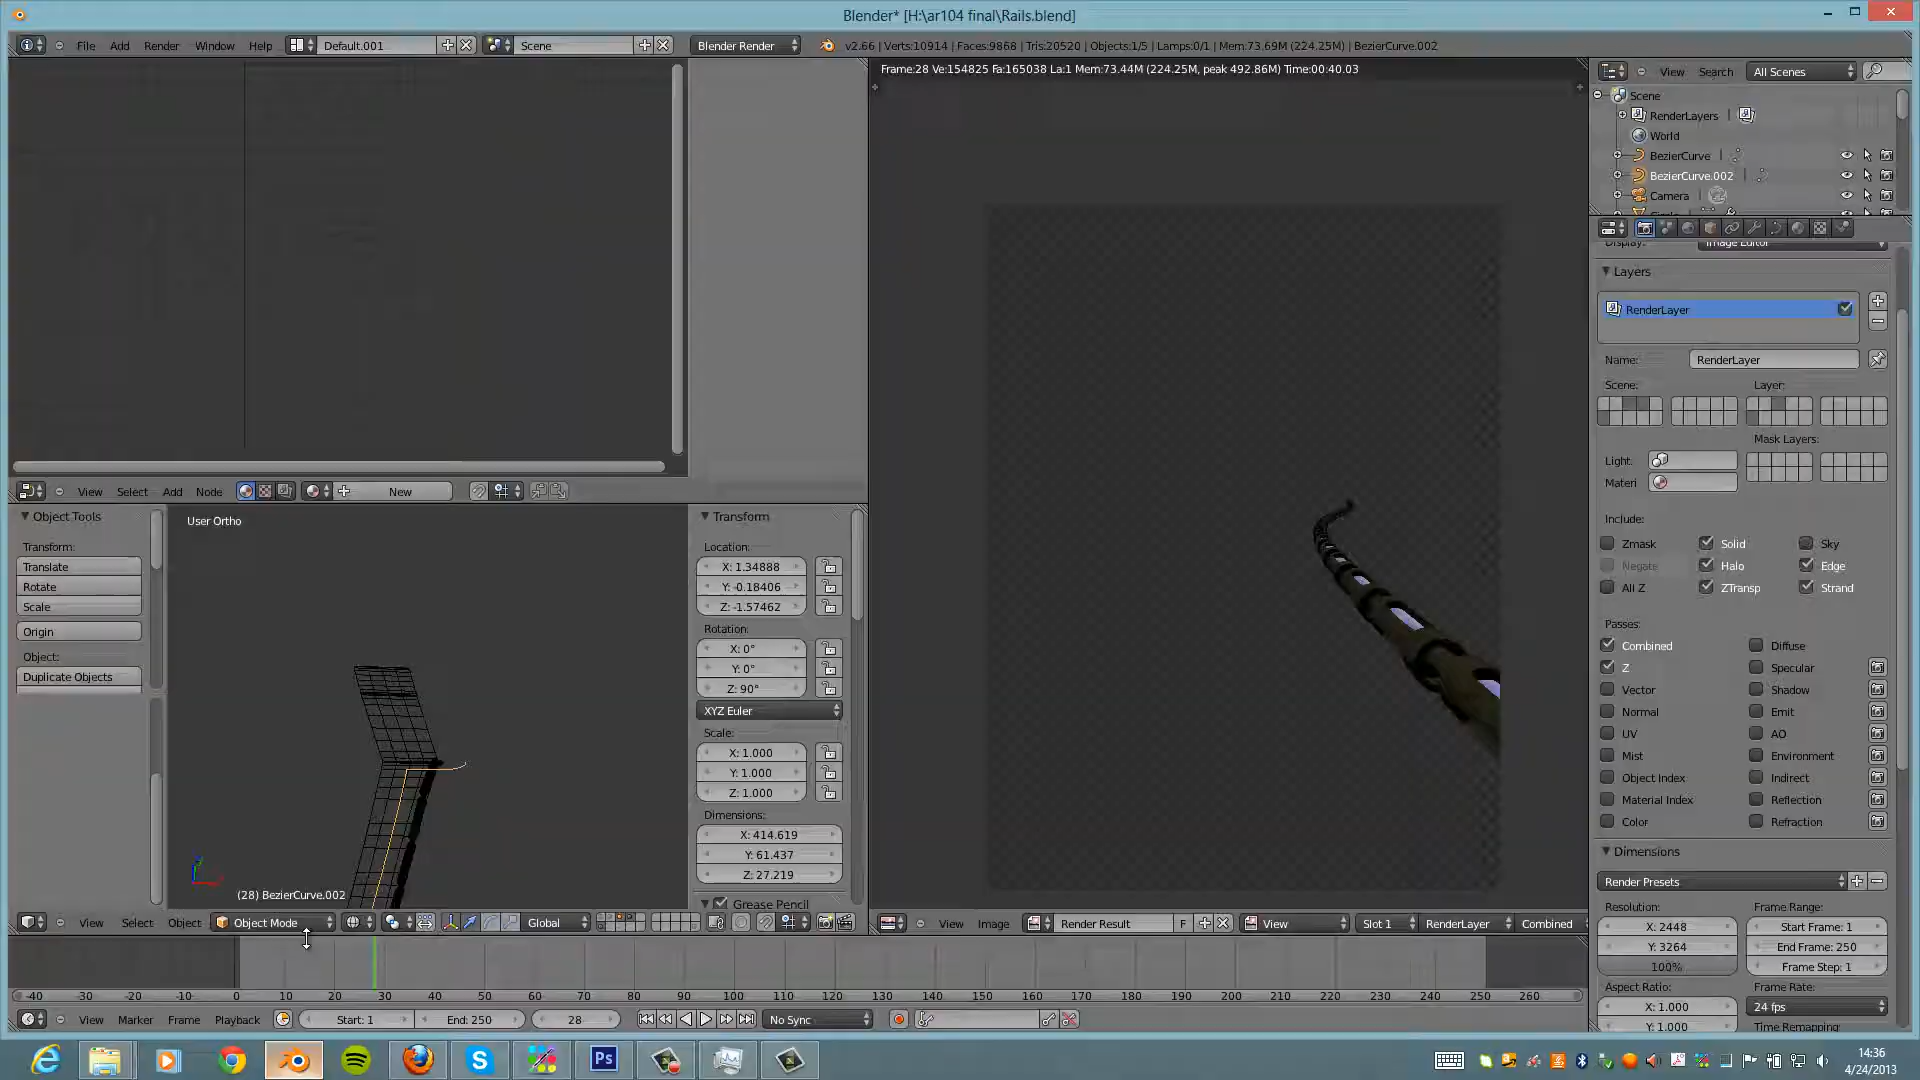 Blender* [H:\ar104 final\Rails.blend]
File Add Render Window Help Default.001 Scene Blender Render v2.66 | Verts:10914 | Faces:9868 | Tris:20520 | Objects:1/5 | Lamps:0/1 | Mem:73.69M (224.25M) | BezierCurve.002
Frame:28 Ve:154825 Fa:165038 La:1 Mem:73.44M (224.25M, peak 492.86M) Time:00:40.03
View Search All Scenes
Scene
RenderLayers
World
BezierCurve
BezierCurve.002
Camera
Display: Image Editor
Layers
RenderLayer
Name: RenderLayer
Scene: Layer:
Mask Layers:
Light:
Materi
Include:
Zmask Solid Sky
Negate Halo Edge
All Z ZTransp Strand
Passes:
Combined Diffuse
Z Specular
Vector Shadow
Normal Emit
UV AO
Mist Environment
Object Index Indirect
Material Index Reflection
Color Refraction
Dimensions
Render Presets
Resolution: Frame Range:
X: 2448 Start Frame: 1
Y: 3264 End Frame: 250
100% Frame Step: 1
Aspect Ratio: Frame Rate:
X: 1.000 24 fps
Y: 1.000 Time Remapping:
View Select Add Node New
Object Tools
Transform:
Translate
Rotate
Scale
Origin
Object:
Duplicate Objects
User Ortho
(28) BezierCurve.002
Transform
Location:
X: 1.34888
Y: -0.18406
Z: -1.57462
Rotation:
X: 0°
Y: 0°
Z: 90°
XYZ Euler
Scale:
X: 1.000
Y: 1.000
Z: 1.000
Dimensions:
X: 414.619
Y: 61.437
Z: 27.219
Grease Pencil
View Select Object Object Mode Global
View Image Render Result F View Slot 1 RenderLayer Combined
-40 -30 -20 -10 0 10 20 30 40 50 60 70 80 90 100 110 120 130 140 150 160 170 180 190 200 210 220 230 240 250 260
View Marker Frame Playback Start: 1 End: 250 28 No Sync
Ps
14:36
4/24/2013